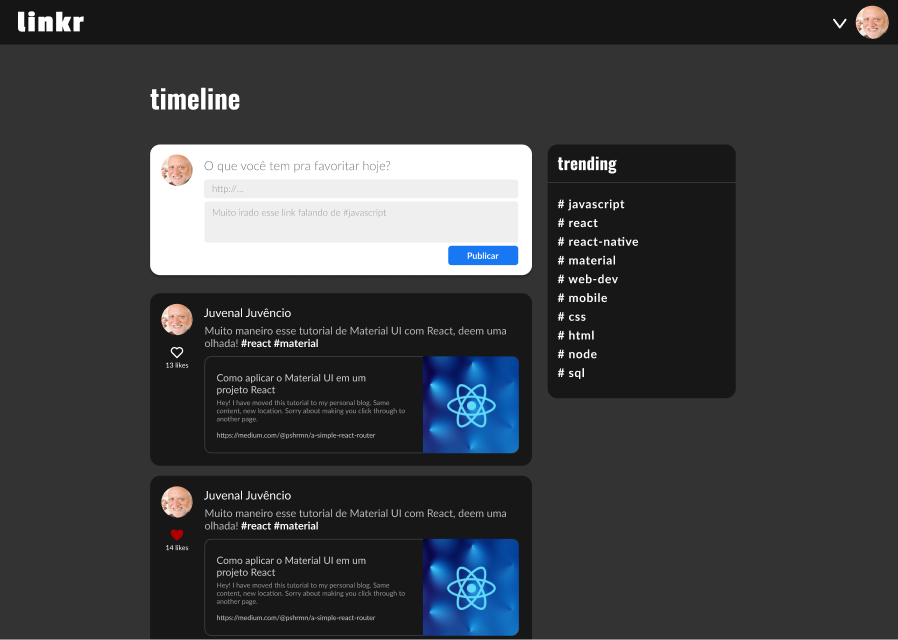 linkr
timeline
O que você tem pra favoritar hoje?
http://...
Muito irado esse link falando de #javascript
Publicar
Juvenal Juvêncio
Muito maneiro esse tutorial de Material UI com React, deem uma
olhada! #react #material
13 likes
Como aplicar o Material UI em um
projeto React
Hey! I have moved this tutorial to my personal blog. Same
content, new location. Sorry about making you click through to
another page.
https://medium.com/@pshrmn/a-simple-react-router
Juvenal Juvêncio
Muito maneiro esse tutorial de Material UI com React, deem uma
olhada! #react #material
14 likes
Como aplicar o Material UI em um
projeto React
Hey! I have moved this tutorial to my personal blog. Same
content, new location. Sorry about making you click through to
another page.
https://medium.com/@pshrmn/a-simple-react-router
trending
# javascript
# react
# react-native
# material
# web-dev
# mobile
# css
# html
# node
# sql